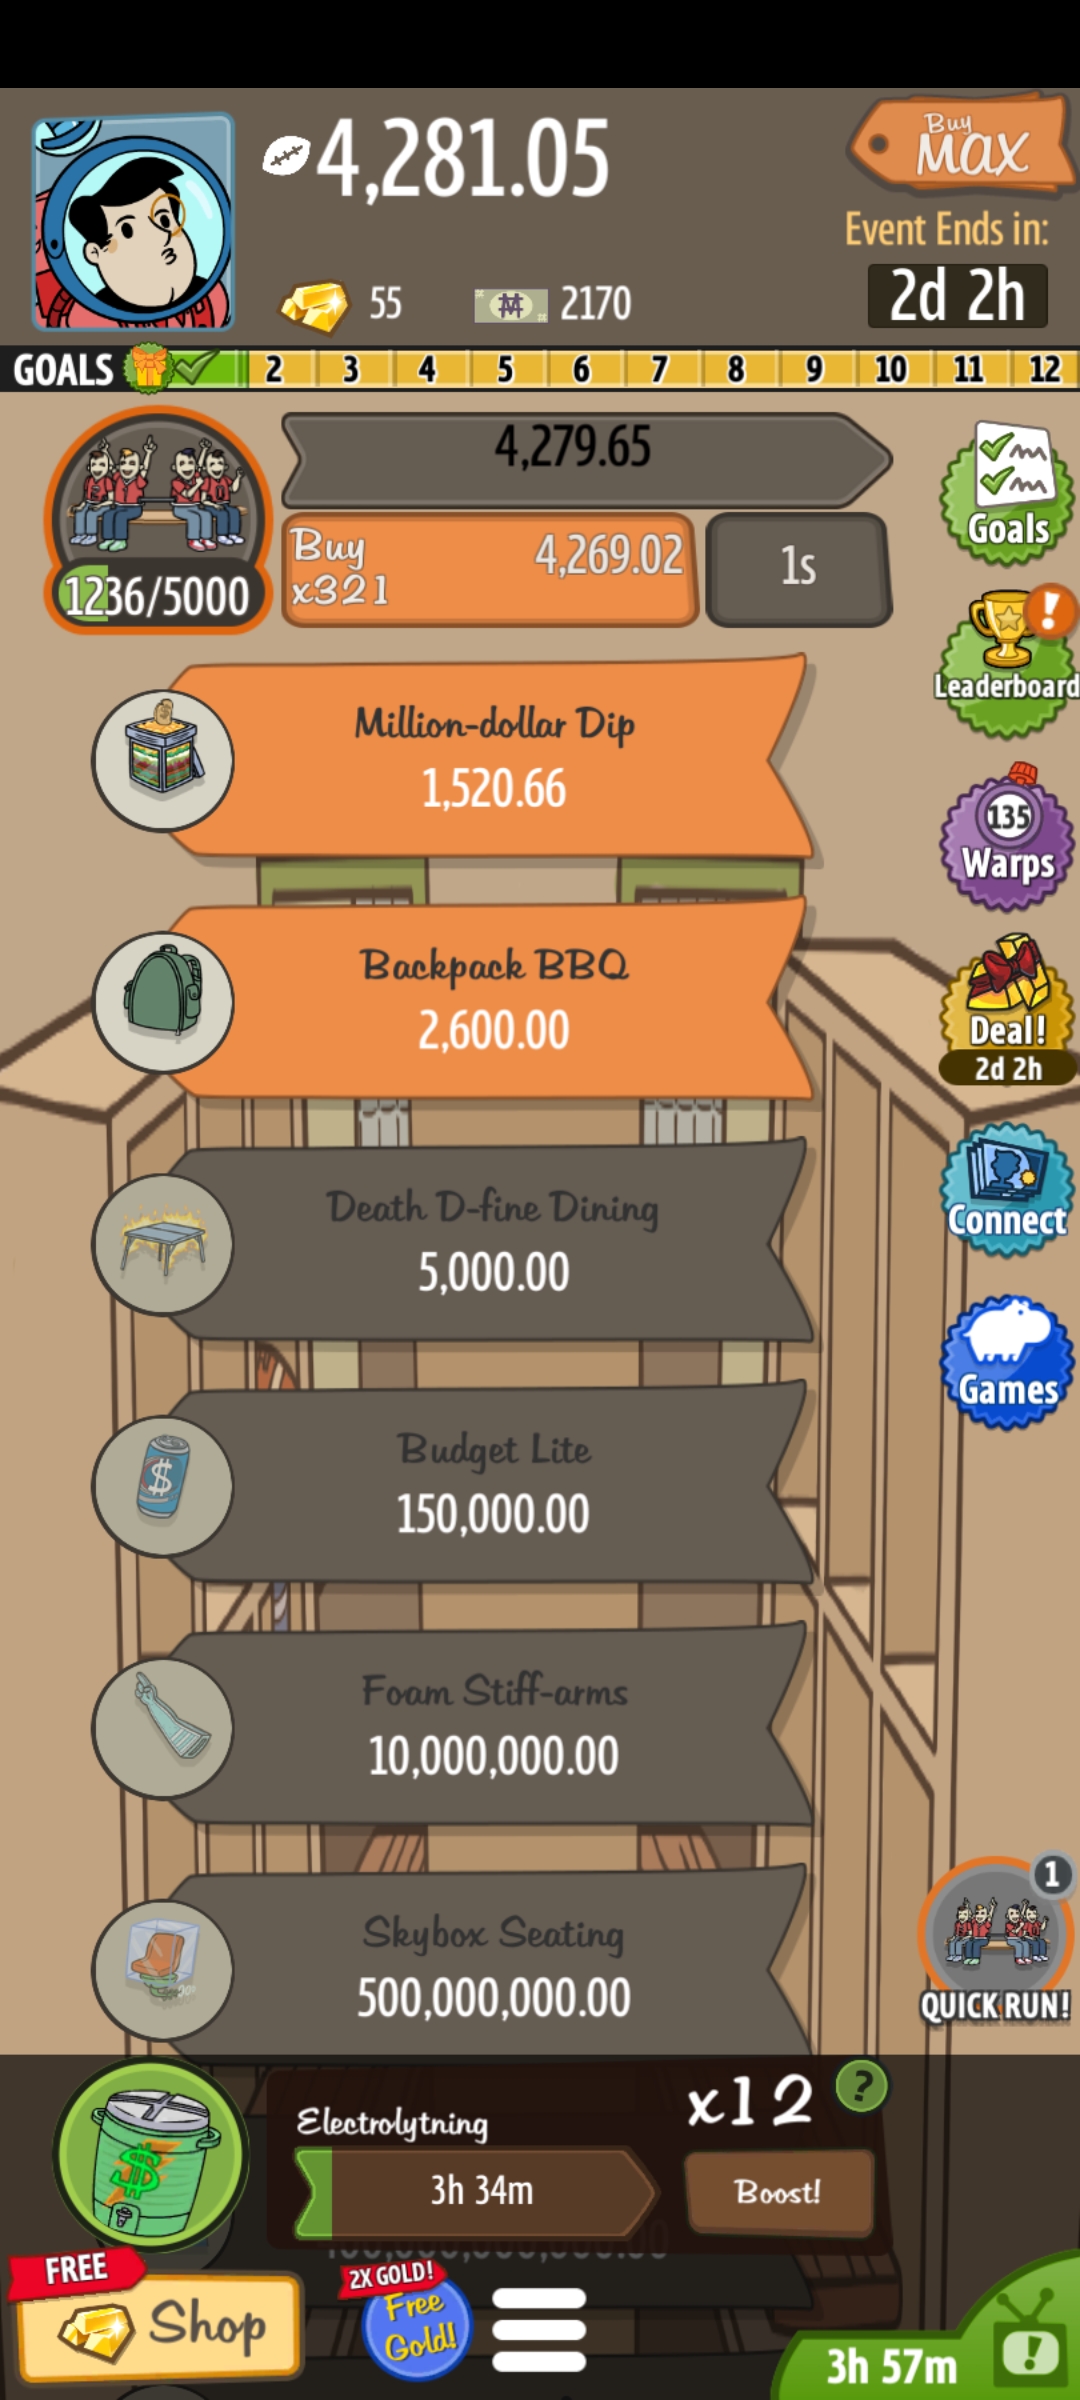 4,281.05
Buy
MAX
Event Ends in:
55
2170
2d 2h
GOALS 2 3 4 5 6 7 8 9 10 11 12
4,279.65
Buy
x321
4,269.02
1s
1236/5000
Goals
Leaderboard
Million-dollar Dip
1,520.66
135
Warps
Backpack BBQ
2,600.00
Deal!
2d 2h
Death D-fine Dining
5,000.00
Connect
Games
Budget Lite
150,000.00
Foam Stiff-arms
10,000,000.00
1
QUICK RUN!
Skybox Seating
500,000,000.00
Electrolytning
x12
?
3h 34m
Boost!
FREE
Shop
2X GOLD!
Free
Gold!
3h 57m